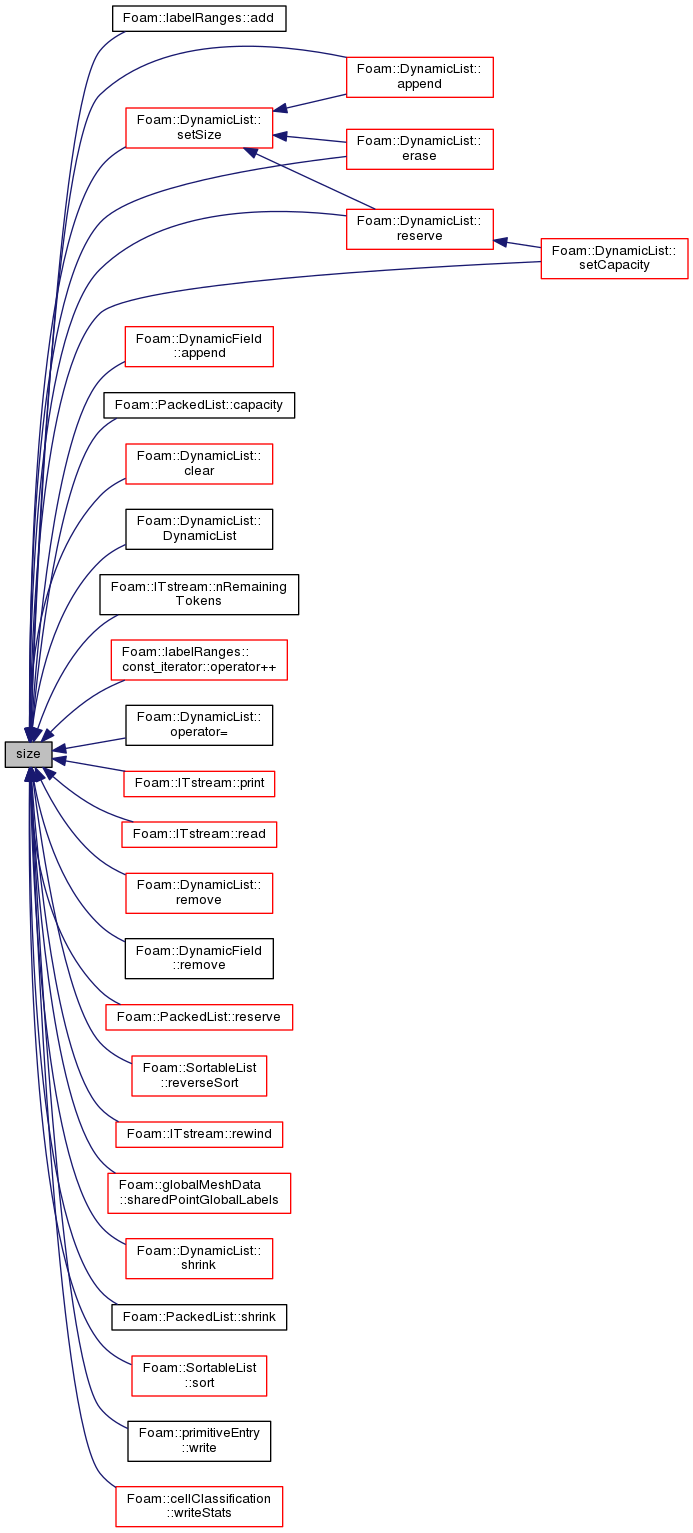 Foam::labelRanges::add
Foam::DynamicList::
append
Foam::DynamicList::
setSize
Foam::DynamicList::
erase
Foam::DynamicList::
reserve
Foam::DynamicList::
setCapacity
Foam::DynamicField
::append
Foam::PackedList::capacity
Foam::DynamicList::
clear
Foam::DynamicList::
DynamicList
Foam::ITstream::nRemaining
Tokens
Foam::labelRanges::
const_iterator::operator++
Foam::DynamicList::
operator=
size
Foam::ITstream::print
Foam::ITstream::read
Foam::DynamicList::
remove
Foam::DynamicField
::remove
Foam::PackedList::reserve
Foam::SortableList
::reverseSort
Foam::ITstream::rewind
Foam::globalMeshData
::sharedPointGlobalLabels
Foam::DynamicList::
shrink
Foam::PackedList::shrink
Foam::SortableList
::sort
Foam::primitiveEntry
::write
Foam::cellClassification
::writeStats